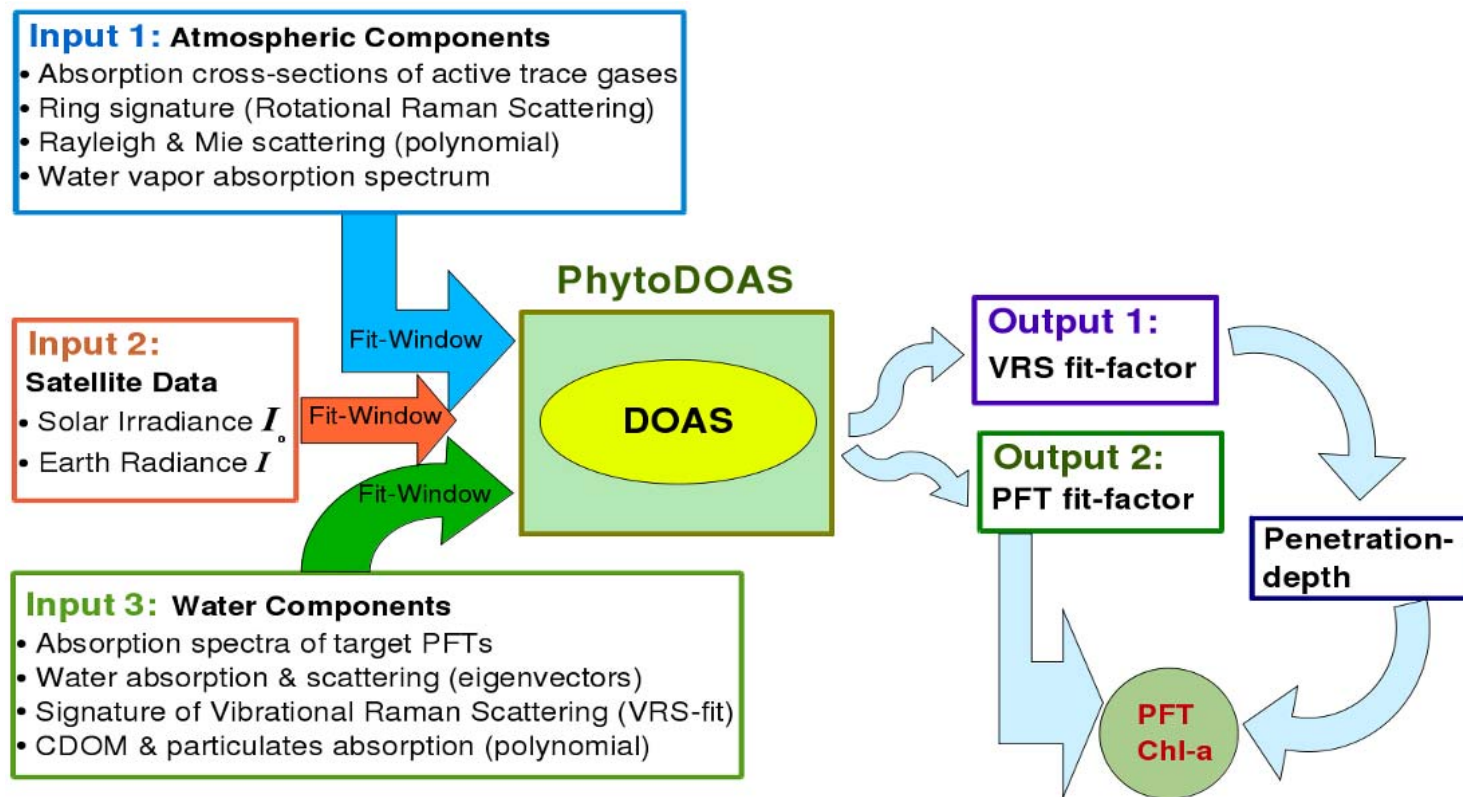 Input 1: Atmospheric Components
• Absorption cross-sections of active trace gases
• Ring signature (Rotational Raman Scattering)
• Rayleigh & Mie scattering (polynomial)
• Water vapor absorption spectrum
PhytoDOAS
Fit-Window
Input 2:
Satellite Data
• Solar Irradiance I₀
• Earth Radiance I
Fit-Window
Fit-Window
DOAS
Output 1:
VRS fit-factor
Output 2:
PFT fit-factor
Penetration-
depth
Input 3: Water Components
• Absorption spectra of target PFTs
• Water absorption & scattering (eigenvectors)
• Signature of Vibrational Raman Scattering (VRS-fit)
• CDOM & particulates absorption (polynomial)
PFT
Chl-a